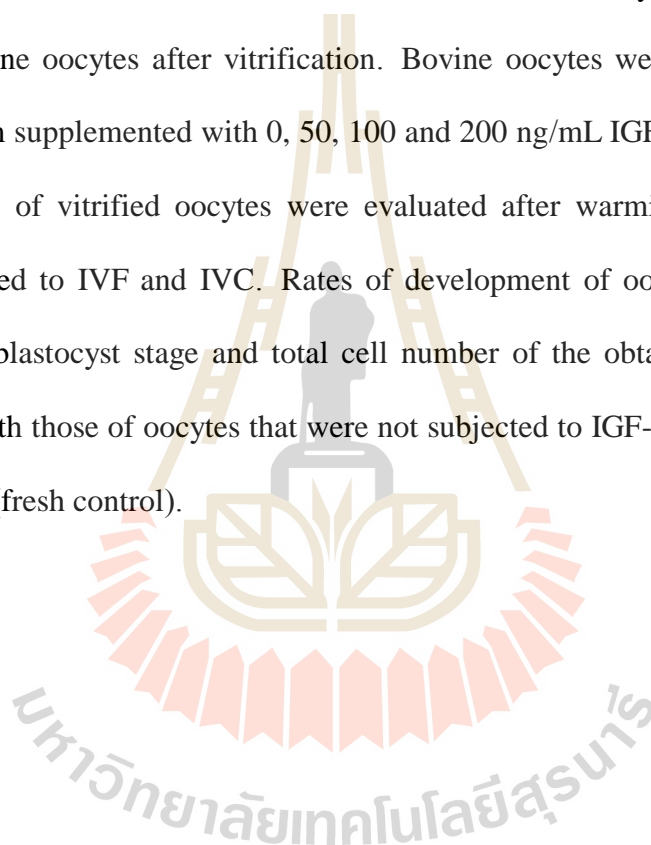 ne oocytes after vitrification. Bovine oocytes we
supplemented with 0, 50, 100 and 200 ng/mL IGF
of vitrified oocytes were evaluated after warmi
ed to IVF and IVC. Rates of development of oo
blastocyst stage and total cell number of the obta
th those of oocytes that were not subjected to IGF-
fresh control).
มหาวิทยาลัยเทคโนโลยีสุรนารี